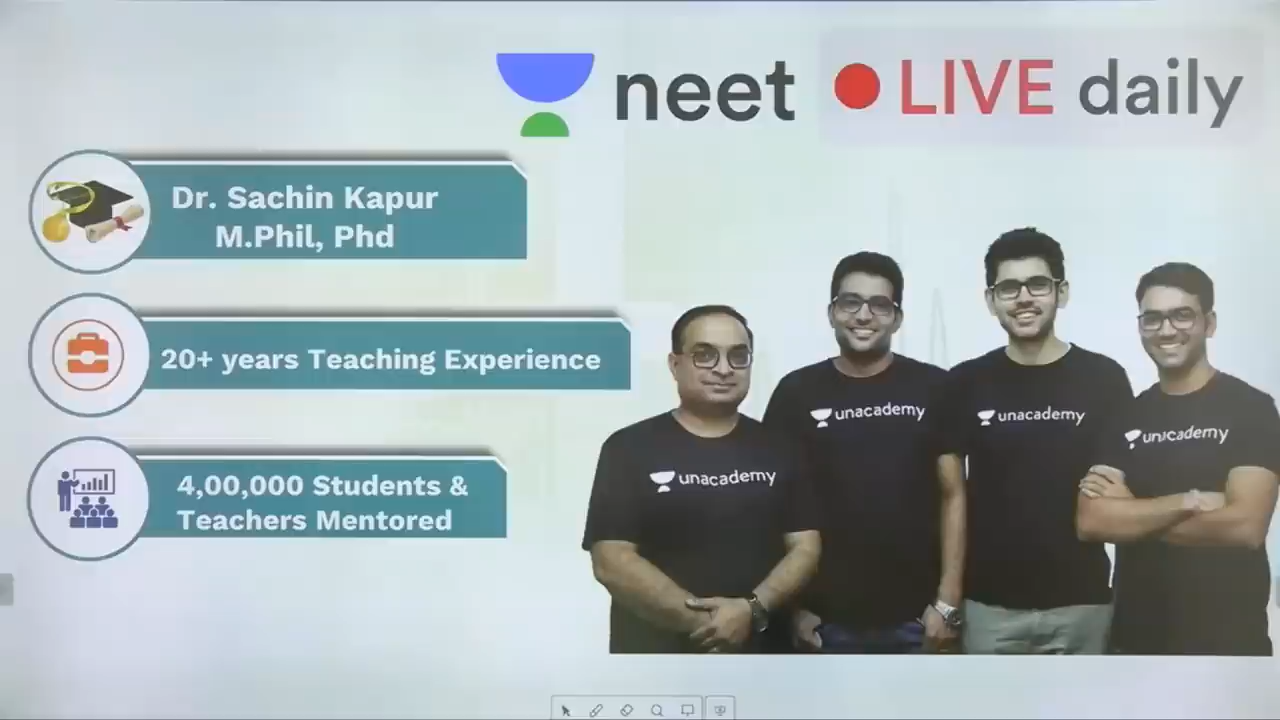 neet LIVE daily
Dr. Sachin Kapur
M.Phil, Phd
20+ years Teaching Experience
4,00,000 Students &
Teachers Mentored
unacademy
unacademy
unacademy
unacademy